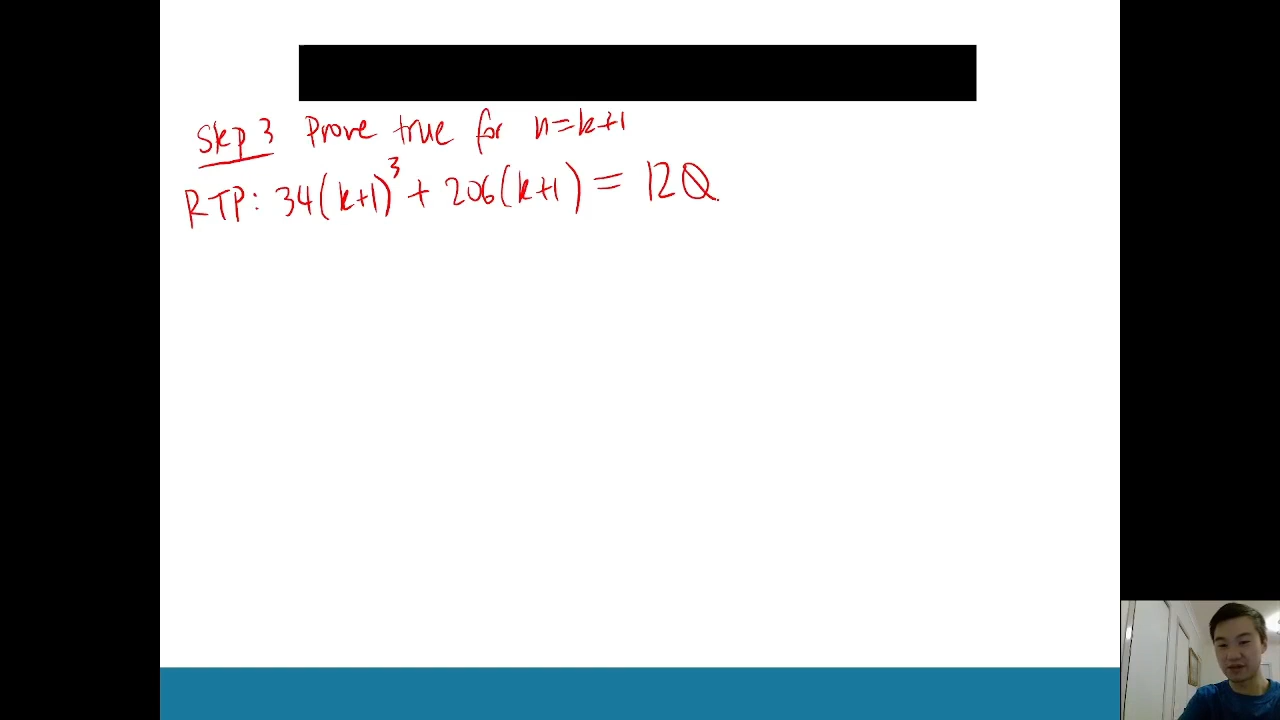 Step 3 Prove true for n=k+1
RTP: 34(k+1)³ + 206(k+1) = 12Q.